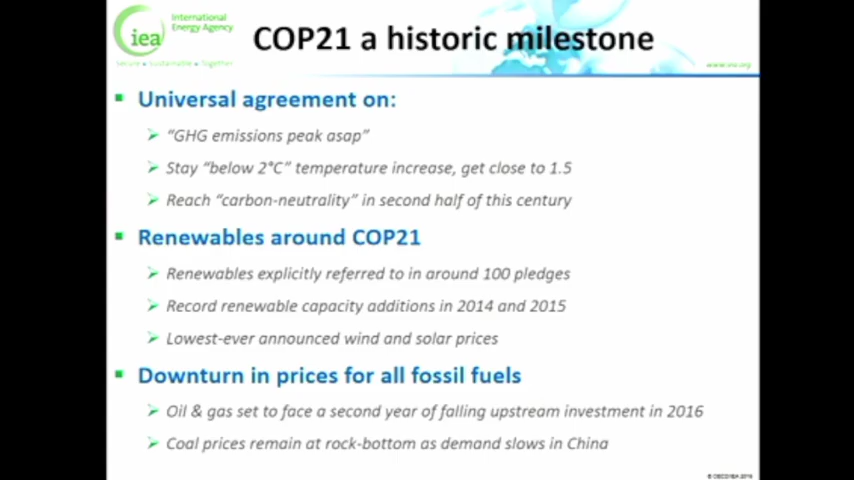 iea
International
Energy Agency
Secure • Sustainable • Together
COP21 a historic milestone
www.iea.org
Universal agreement on:
"GHG emissions peak asap"
Stay "below 2°C" temperature increase, get close to 1.5
Reach "carbon-neutrality" in second half of this century
Renewables around COP21
Renewables explicitly referred to in around 100 pledges
Record renewable capacity additions in 2014 and 2015
Lowest-ever announced wind and solar prices
Downturn in prices for all fossil fuels
Oil & gas set to face a second year of falling upstream investment in 2016
Coal prices remain at rock-bottom as demand slows in China
© OECD/IEA 2016